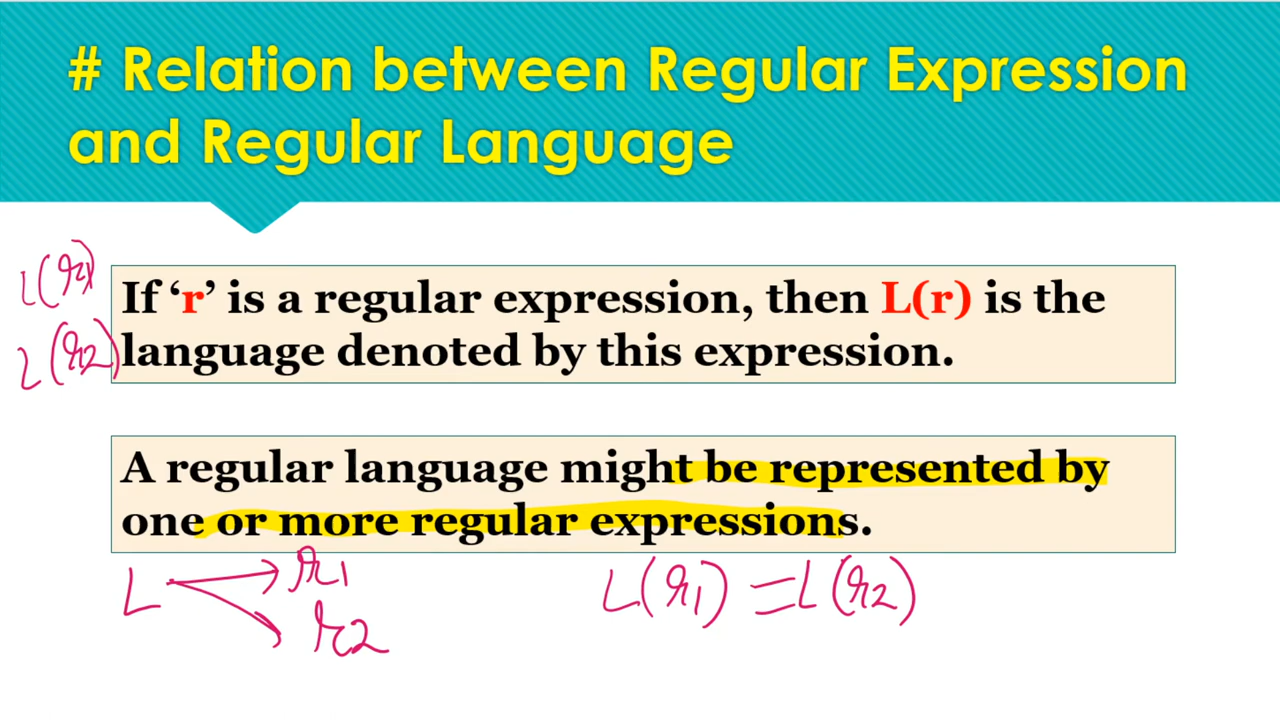 # Relation between Regular Expression
and Regular Language
L(r1)
L(r2)
If ‘r’ is a regular expression, then L(r) is the
language denoted by this expression.
A regular language might be represented by
one or more regular expressions.
L r1
r2
L(r1) = L(r2)